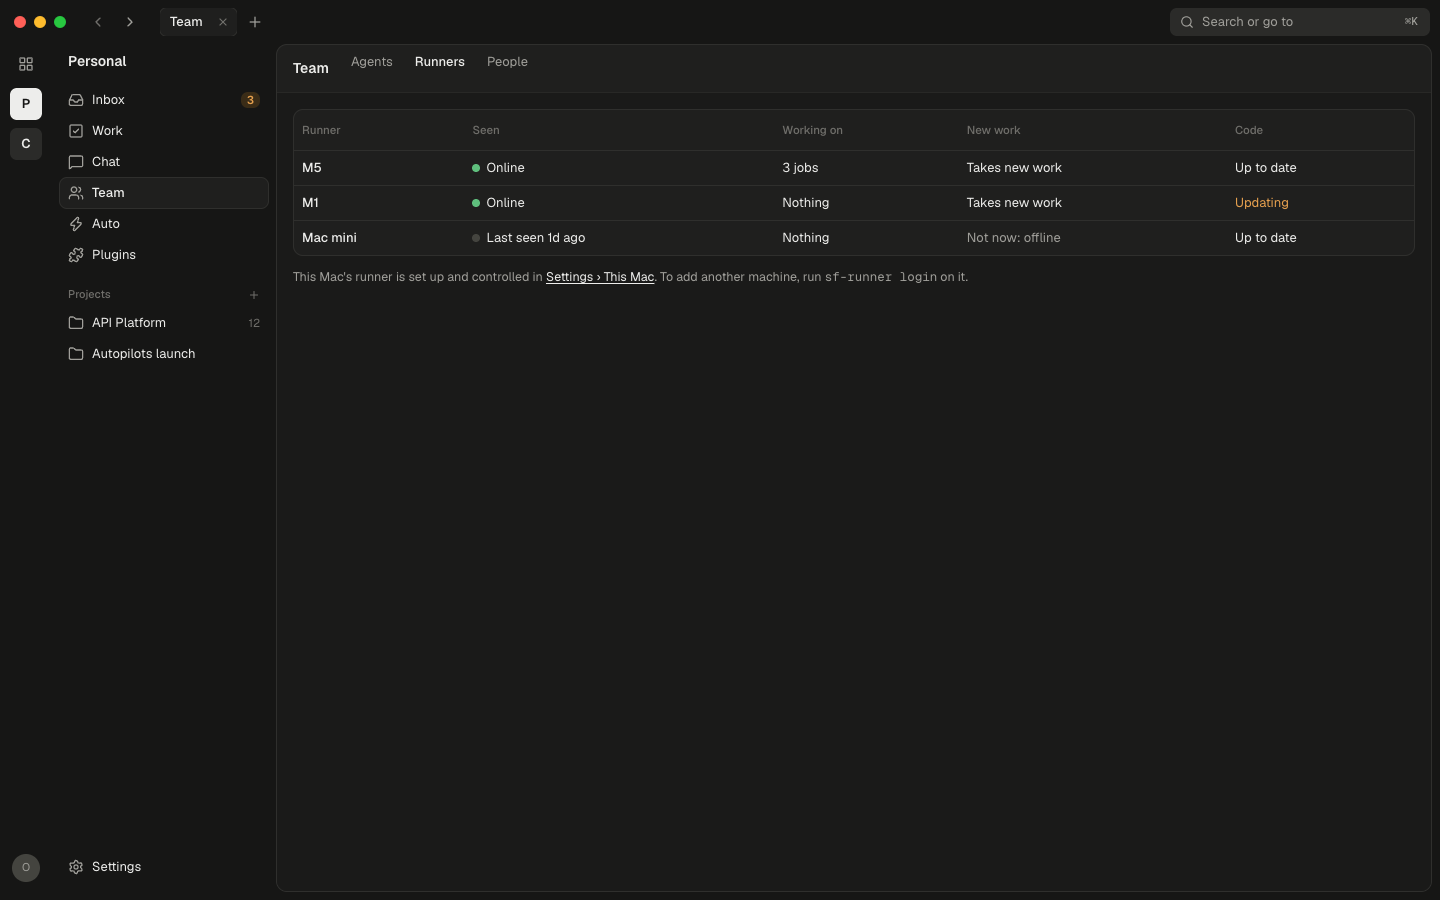 Team
Search or go to ⌘K
Personal
P
C
Inbox 3
Work
Chat
Team
Auto
Plugins
Projects
API Platform 12
Autopilots launch
O
Settings
Team Agents Runners People
Runner Seen Working on New work Code
M5 Online 3 jobs Takes new work Up to date
M1 Online Nothing Takes new work Updating
Mac mini Last seen 1d ago Nothing Not now: offline Up to date
This Mac's runner is set up and controlled in Settings › This Mac. To add another machine, run sf-runner login on it.